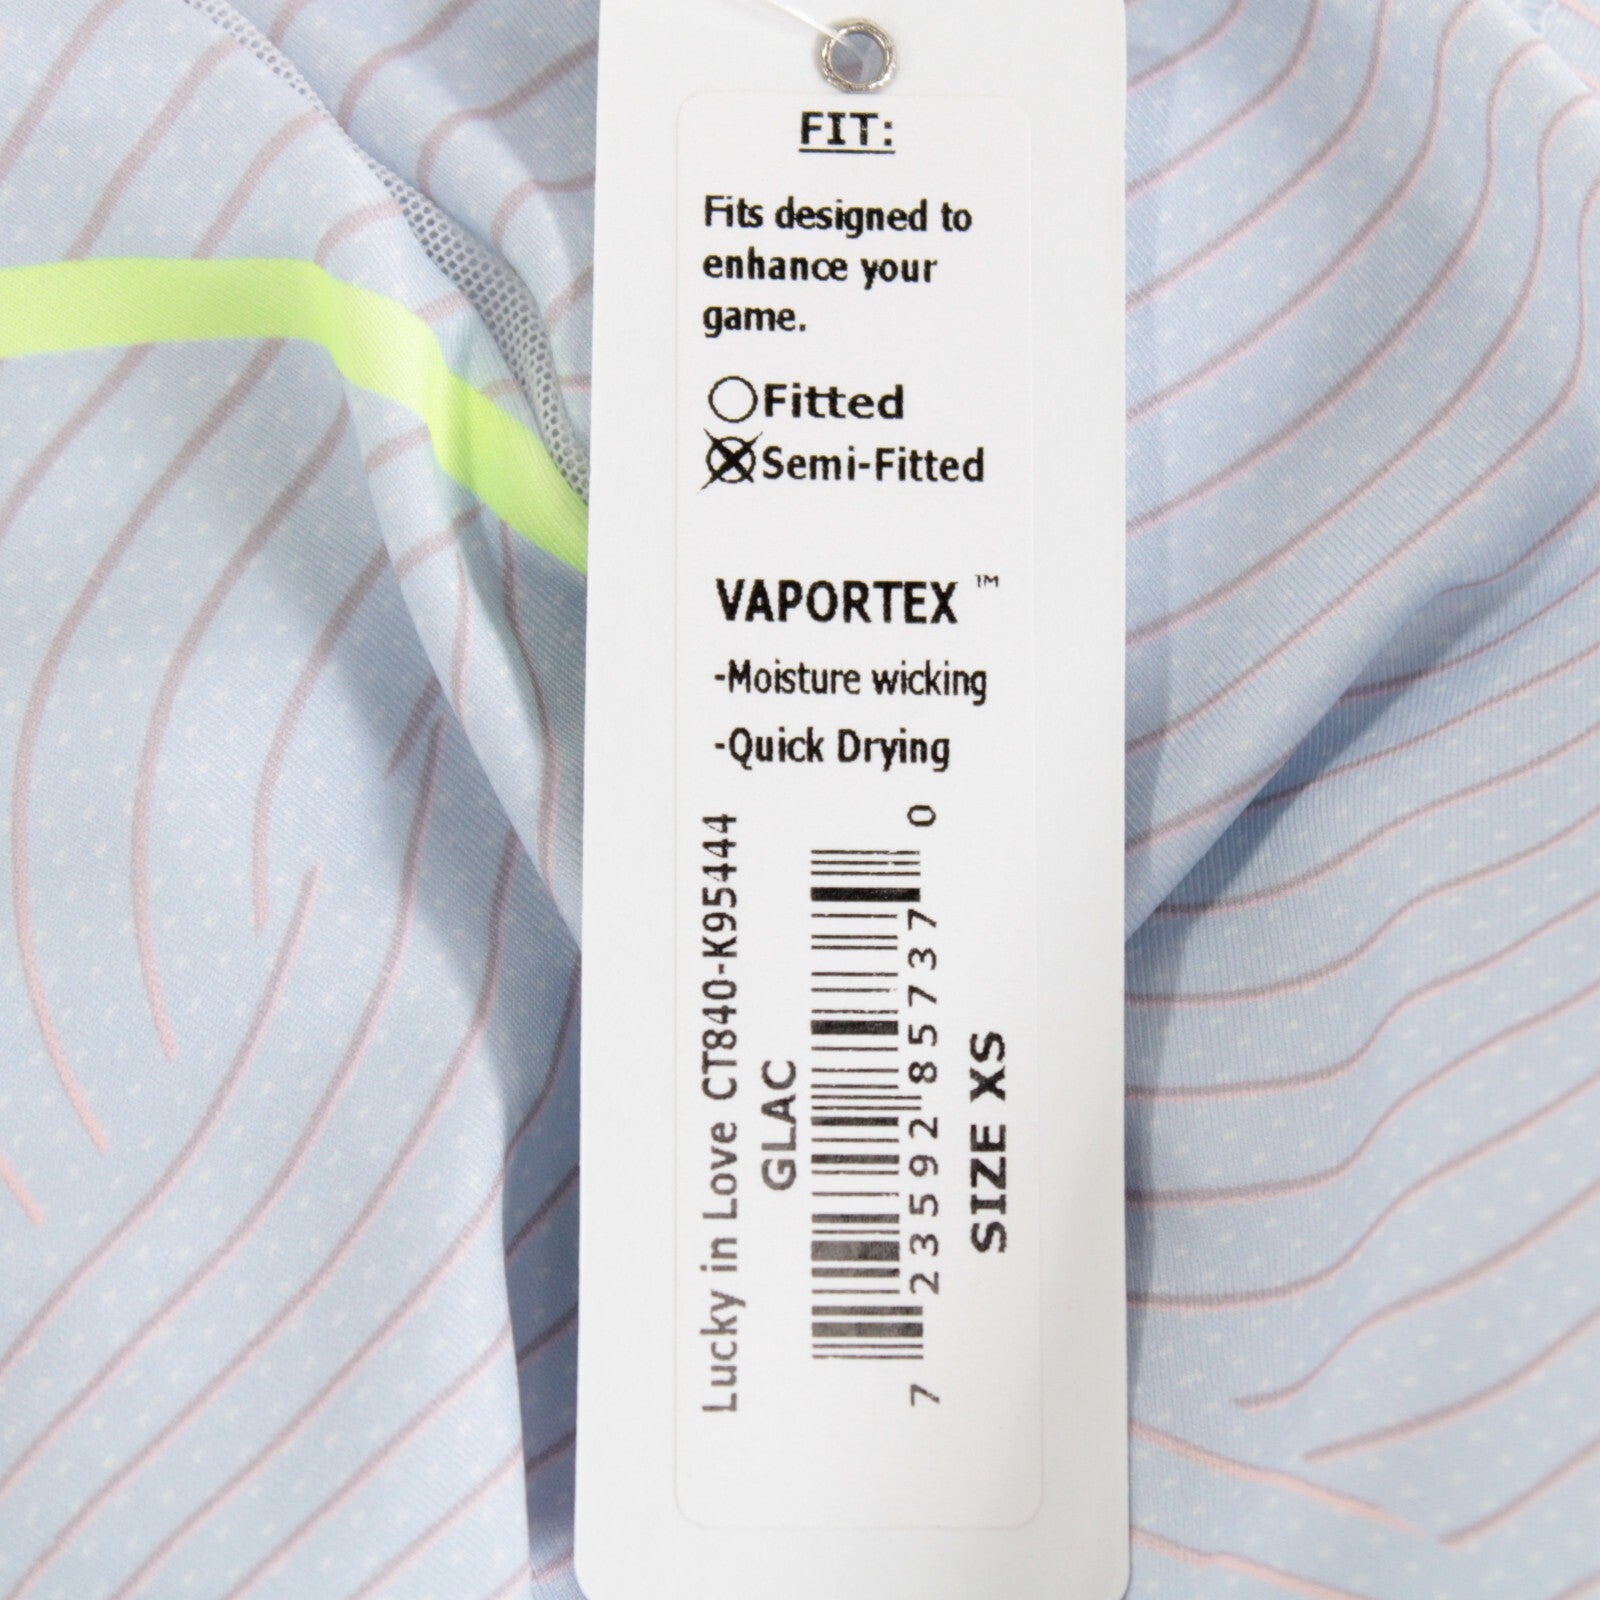 FIT:
Fits designed to
enhance your
game.
Fitted
Semi-Fitted
VAPORTEX ™
-Moisture wicking
-Quick Drying
Lucky in Love CT840-K95444
GLAC
7 23592 85737 0
SIZE XS